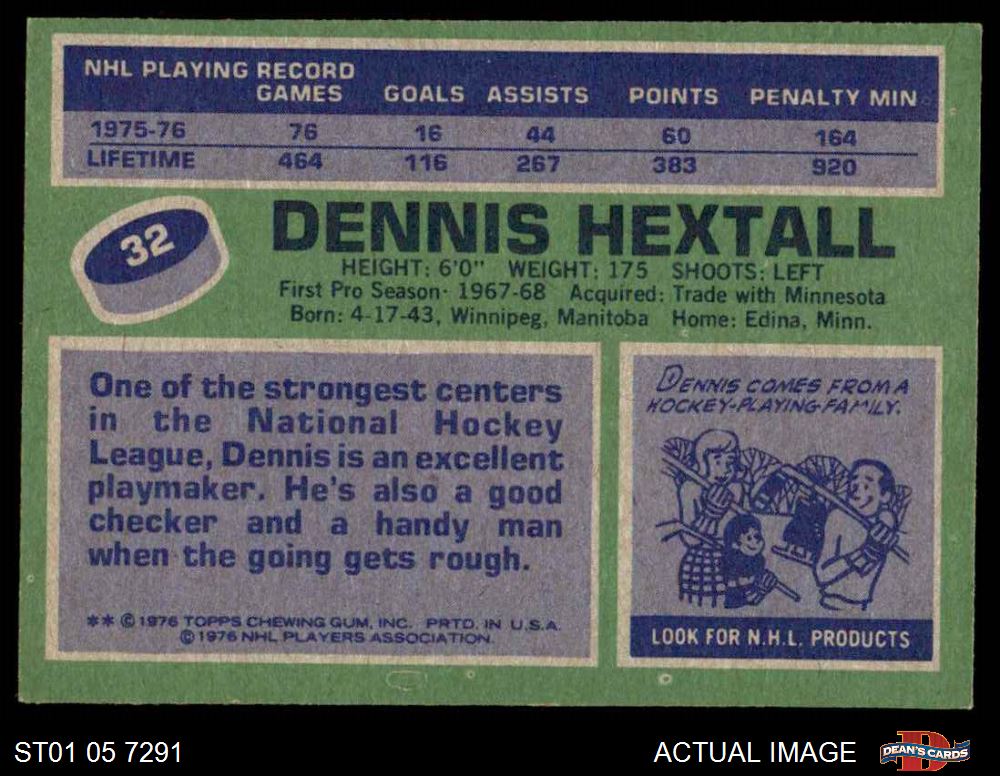 NHL PLAYING RECORD
GAMES GOALS ASSISTS POINTS PENALTY MIN
1975-76 76 16 44 60 164
LIFETIME 464 116 267 383 920
32
DENNIS HEXTALL
HEIGHT: 6'0" WEIGHT: 175 SHOOTS: LEFT
First Pro Season· 1967-68 Acquired: Trade with Minnesota
Born: 4-17-43, Winnipeg, Manitoba Home: Edina, Minn.
One of the strongest centers
in the National Hockey
League, Dennis is an excellent
playmaker. He's also a good
checker and a handy man
when the going gets rough.
** © 1976 TOPPS CHEWING GUM, INC. PRTD. IN U.S.A.
© 1976 NHL PLAYERS ASSOCIATION.
DENNIS COMES FROM A
HOCKEY-PLAYING-FAMILY.
LOOK FOR N.H.L. PRODUCTS
ST01 05 7291
ACTUAL IMAGE
DEAN'S CARDS